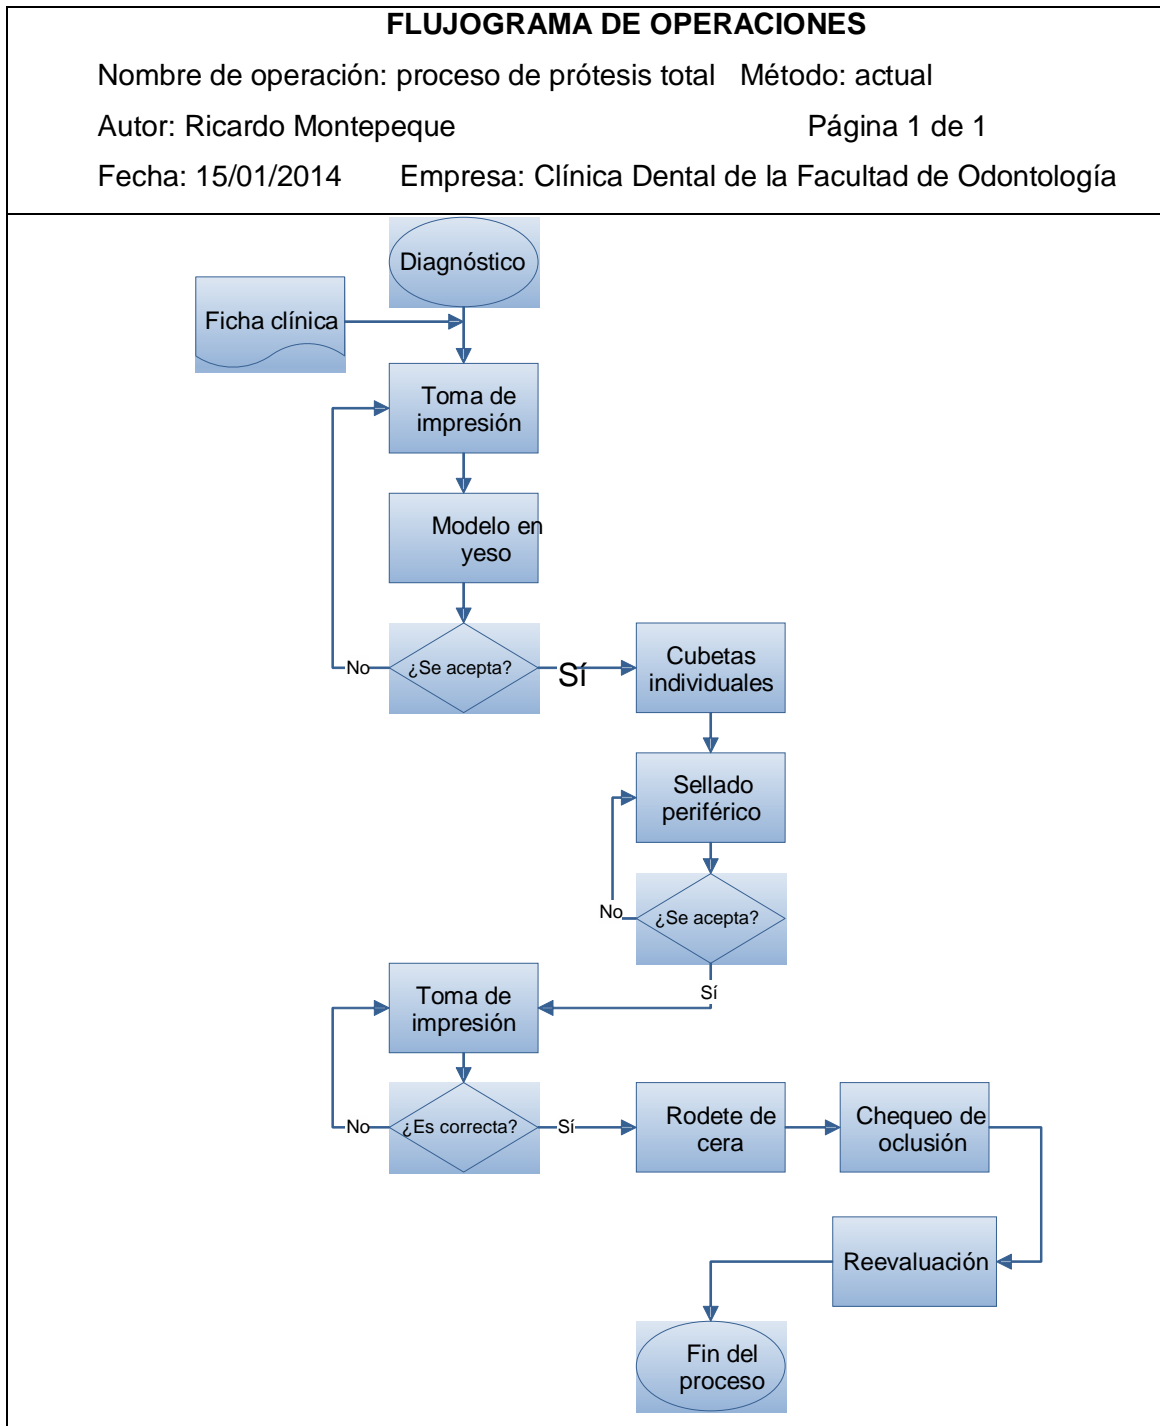 FLUJOGRAMA DE OPERACIONES
Nombre de operación: proceso de prótesis total Método: actual
Autor: Ricardo Montepeque Página 1 de 1
Fecha: 15/01/2014 Empresa: Clínica Dental de la Facultad de Odontología
Diagnóstico
Ficha clínica
Toma de
impresión
Modelo en
yeso
No
¿Se acepta?
Sí
Cubetas
individuales
Sellado
periférico
No
¿Se acepta?
Sí
Toma de
impresión
No
¿Es correcta?
Sí
Rodete de
cera
Chequeo de
oclusión
Reevaluación
Fin del
proceso